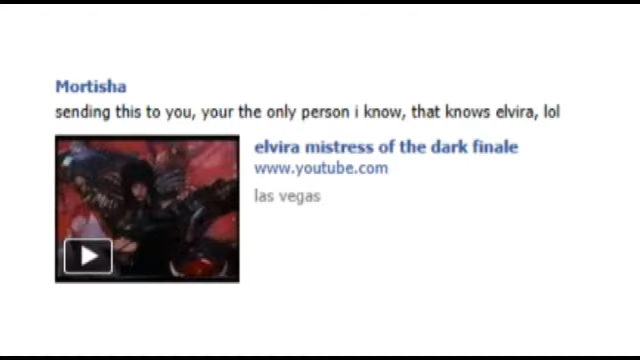 Mortisha
sending this to you, your the only person i know, that knows elvira, lol
elvira mistress of the dark finale
www.youtube.com
las vegas